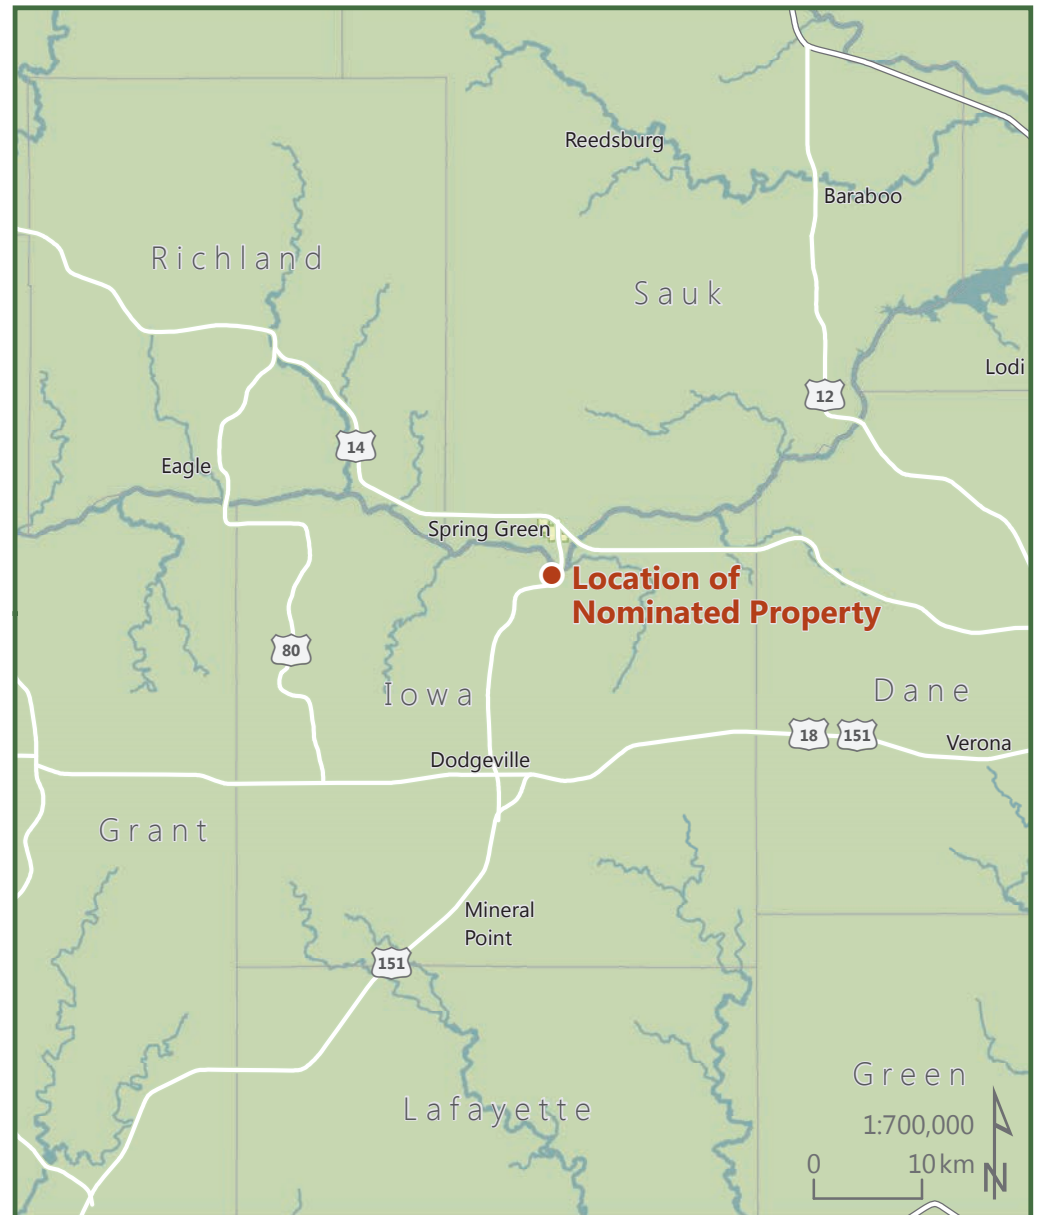 Reedsburg
Baraboo
Richland
Sauk
Lodi
12
14
Eagle
Spring Green
Location of
Nominated Property
80
Iowa
Dane
18
151
Verona
Dodgeville
Grant
Mineral
Point
151
Green
Lafayette
1:700,000
0
10 km
N